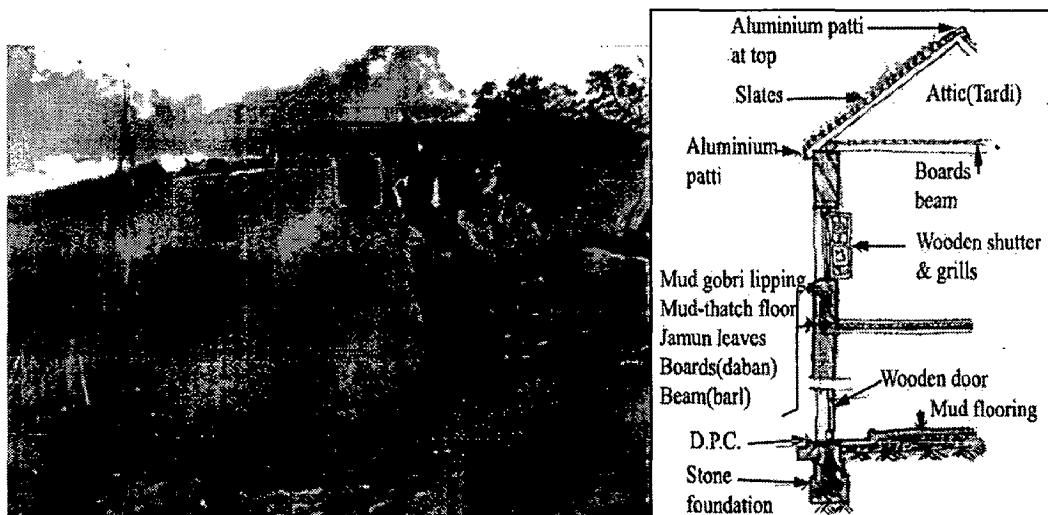 Aluminium patti
at top
Slates
Attic(Tardi)
Aluminium
patti
Boards
beam
Wooden shutter
& grills
Mud gobri lipping
Mud-thatch floor
Jamun leaves
Boards(daban)
Beam(barl)
Wooden door
Mud flooring
D.P.C.
Stone
foundation